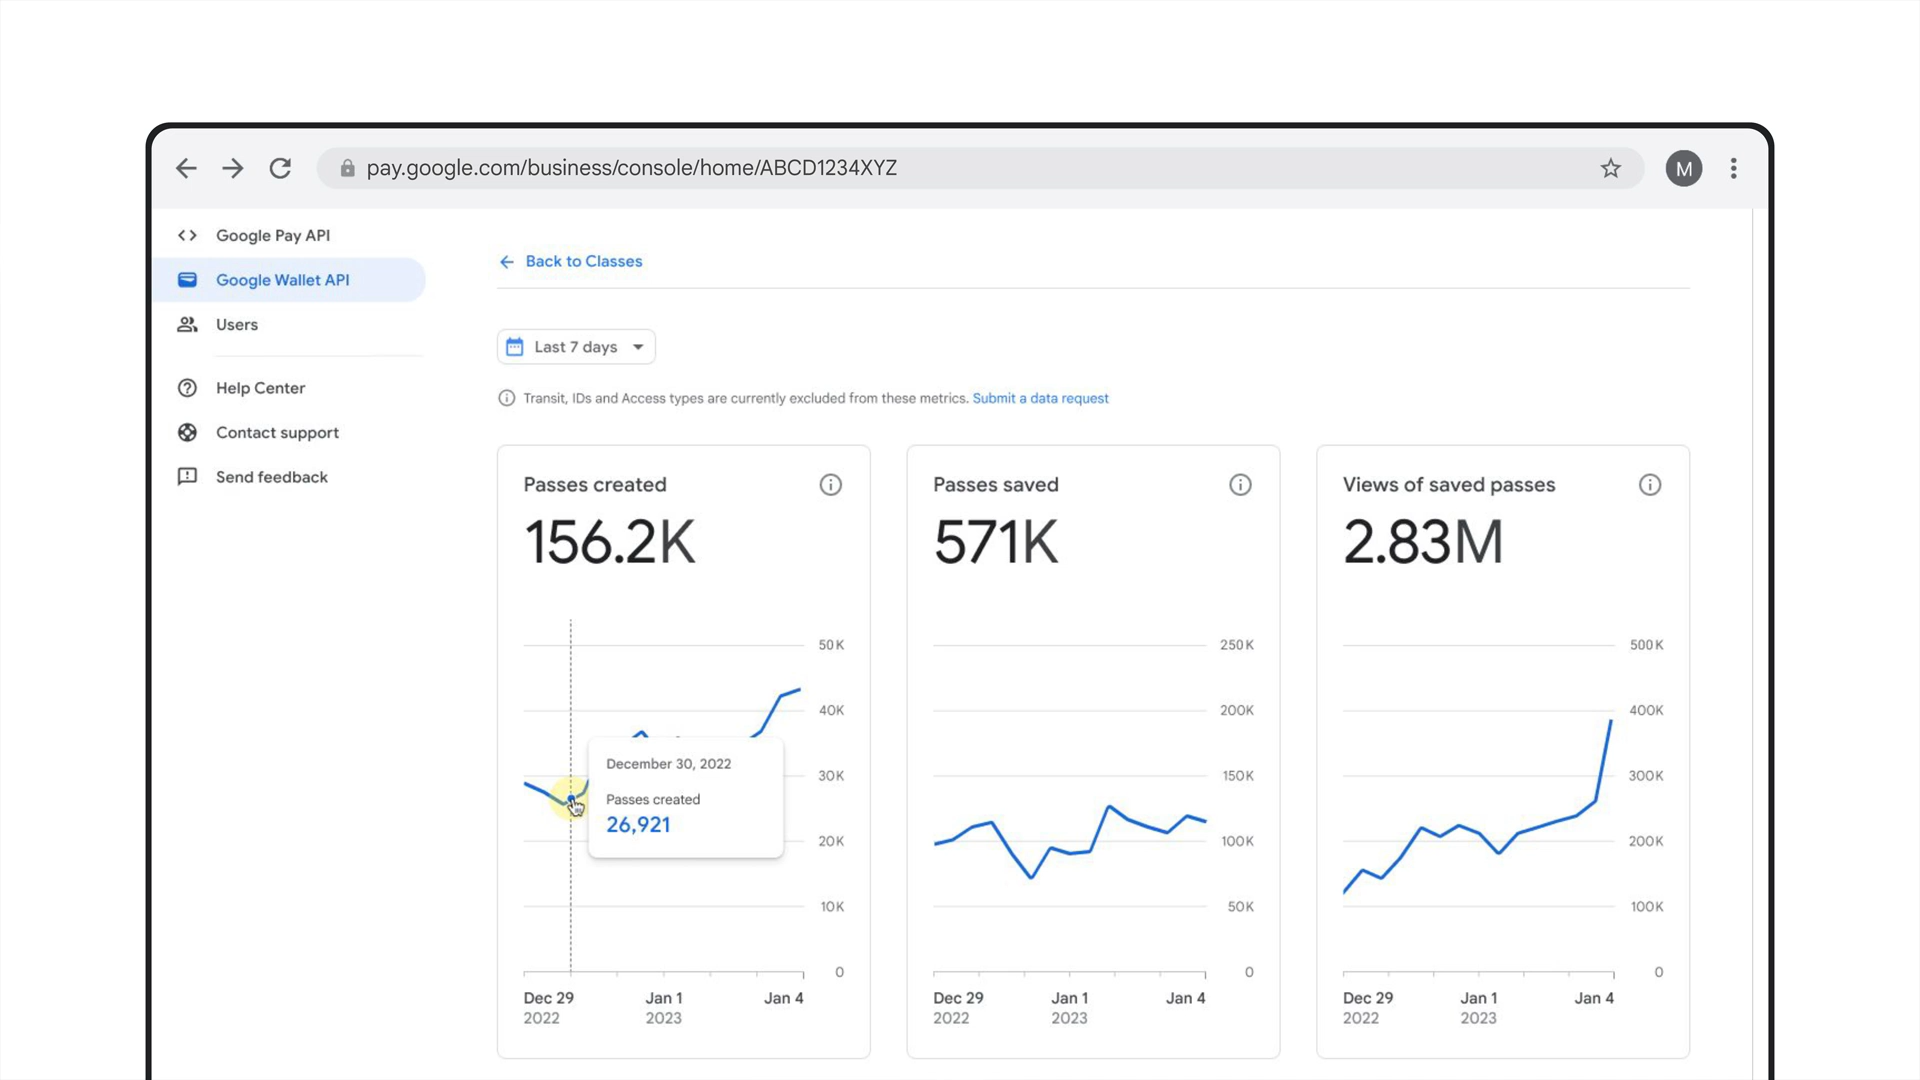 pay.google.com/business/console/home/ABCD1234XYZ
M
Google Pay API
Google Wallet API
Users
Help Center
Contact support
Send feedback
Back to Classes
Last 7 days
Transit, IDs and Access types are currently excluded from these metrics. Submit a data request
Passes created
156.2K
50K
40K
30K
20K
10K
0
December 30, 2022
Passes created
26,921
Dec 29 Jan 1 Jan 4
2022 2023
Passes saved
571K
250K
200K
150K
100K
50K
0
Dec 29 Jan 1 Jan 4
2022 2023
Views of saved passes
2.83M
500K
400K
300K
200K
100K
0
Dec 29 Jan 1 Jan 4
2022 2023